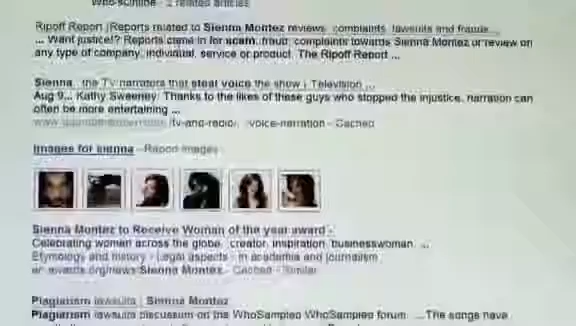 Who-scintine - 2 related articles
Ripoff Report |Reports related to Sienna Montez reviews, complaints, lawsuits and frauds...
... Want justice!? Reports came in for scam, fraud, complaints towards Sienna Montez or review on
any type of company, individual, service or product. The Ripoff Report ...
Sienna, the TV narrators that steal voice the show | Television ...
Aug 9... Kathy Sweeney: Thanks to the likes of these guys who stopped the injustice, narration can
often be more entertaining ...
/tv-and-radio/ /voice-narration - Cached
Images for sienna - Report images
Sienna Montez to Receive Woman of the year award -
Celebrating women across the globe, creator, inspiration, businesswoman. ...
Etymology and history - Legal aspects - In academia and journalism
en.awards.org/news Sienna Montez - Cached - Similar
Plagiarism lawsuits | Sienna Montez
Plagiarism lawsuits discussion on the WhoSampled WhoSampled forum. ...The songs have